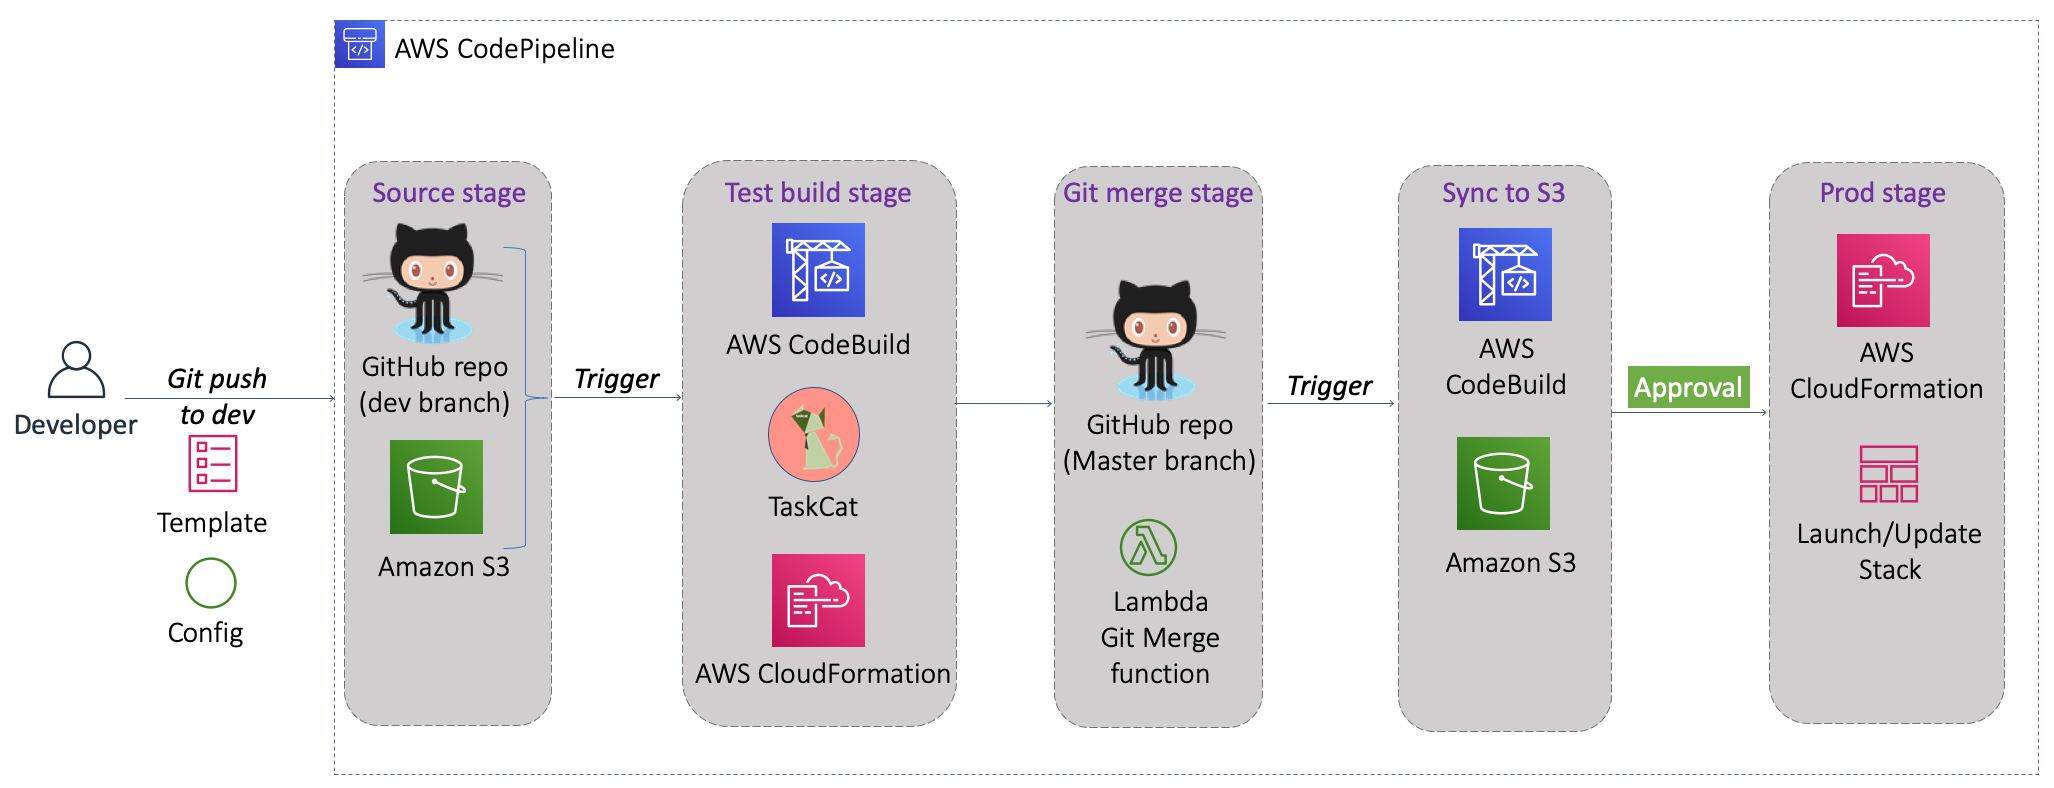 AWS CodePipeline
Developer
Git push
to dev
Template
Config
Source stage
GitHub repo
(dev branch)
Amazon S3
Trigger
Test build stage
AWS CodeBuild
TaskCat
AWS CloudFormation
Git merge stage
GitHub repo
(Master branch)
Lambda
Git Merge
function
Trigger
Sync to S3
AWS
CodeBuild
Amazon S3
Approval
Prod stage
AWS
CloudFormation
Launch/Update
Stack